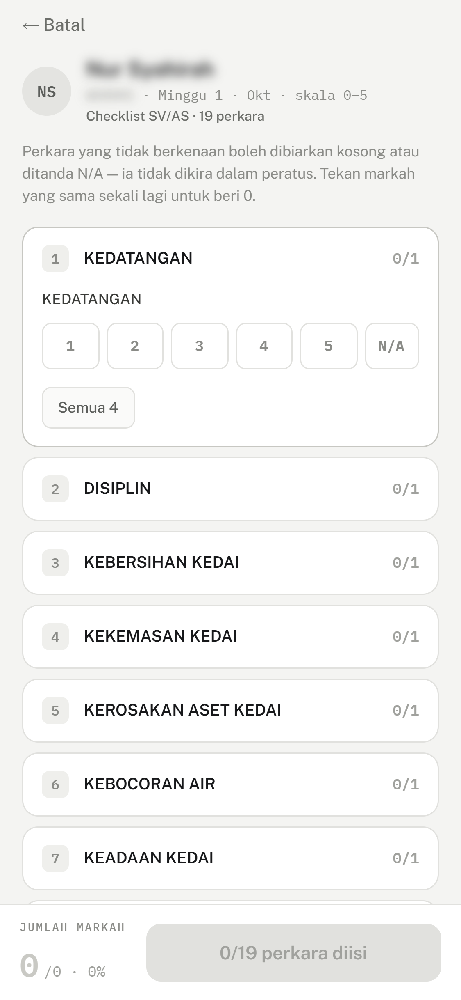 ← Batal
NS
· Minggu 1 · Okt · skala 0–5
Checklist SV/AS · 19 perkara
Perkara yang tidak berkenaan boleh dibiarkan kosong atau
ditanda N/A — ia tidak dikira dalam peratus. Tekan markah
yang sama sekali lagi untuk beri 0.
1 KEDATANGAN 0/1
KEDATANGAN
1 2 3 4 5 N/A
Semua 4
2 DISIPLIN 0/1
3 KEBERSIHAN KEDAI 0/1
4 KEKEMASAN KEDAI 0/1
5 KEROSAKAN ASET KEDAI 0/1
6 KEBOCORAN AIR 0/1
7 KEADAAN KEDAI 0/1
JUMLAH MARKAH
0 /0 · 0%
0/19 perkara diisi